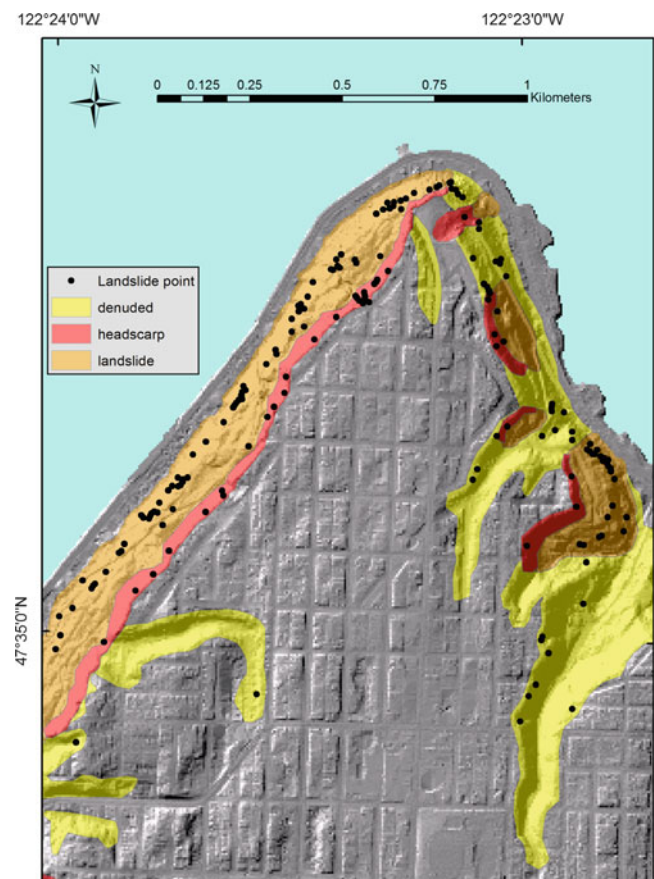 122°24'0"W 122°23'0"W
N
0 0.125 0.25 0.5 0.75 1
Kilometers
Landslide point
denuded
headscarp
landslide
47°35'0"N